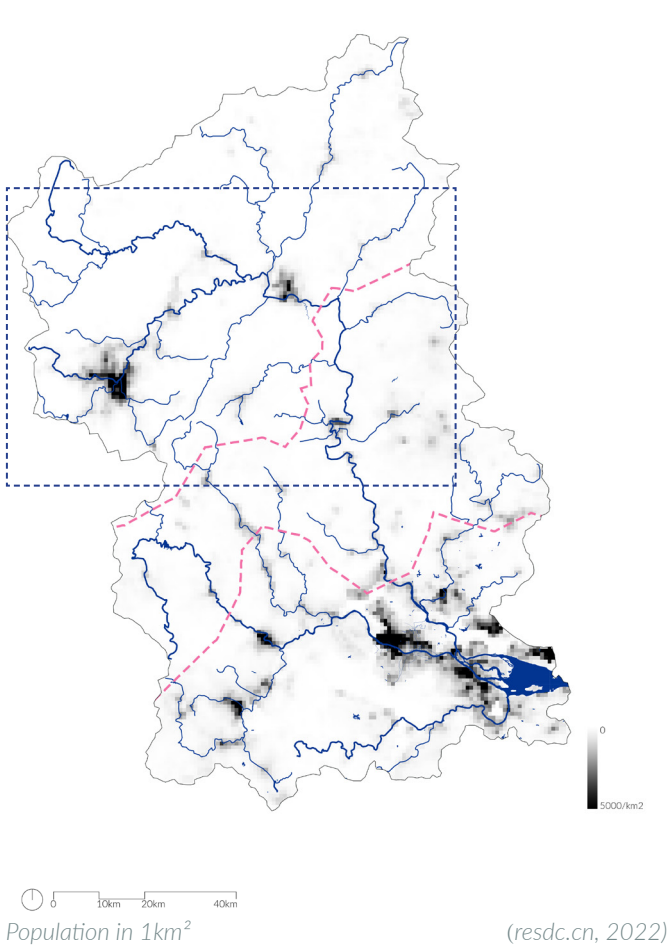 0
5000/km2
0
10km
20km
40km
Population in 1km²
(resdc.cn, 2022)